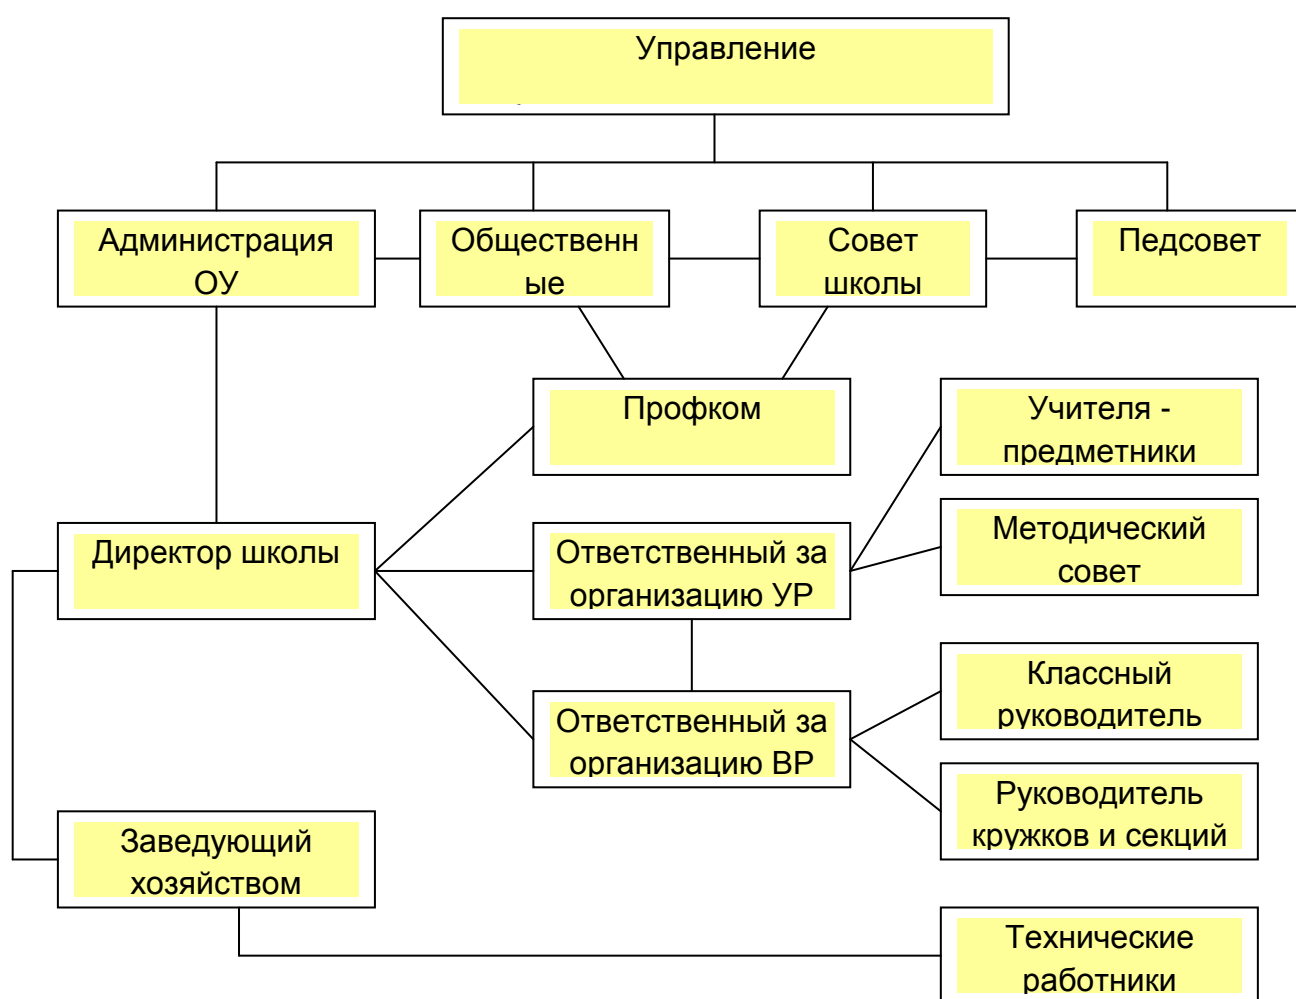 Управление
Администрация
ОУ
Общественн
ые
Совет
школы
Педсовет
Профком
Учителя -
предметники
Директор школы
Ответственный за
организацию УР
Методический
совет
Ответственный за
организацию ВР
Классный
руководитель
Руководитель
кружков и секций
Заведующий
хозяйством
Технические
работники